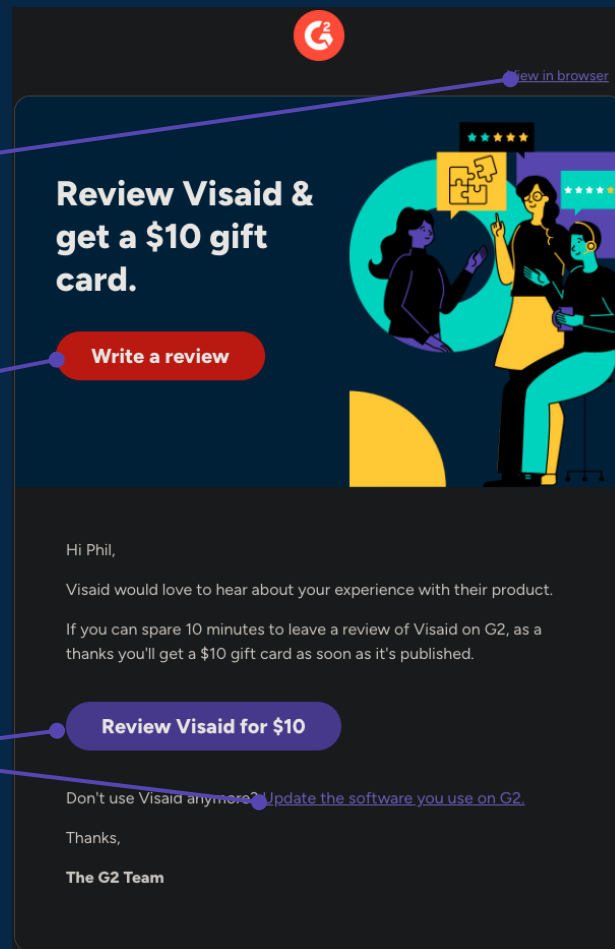 G2
View in browser
Review Visaid &
get a $10 gift
card.
Write a review
Hi Phil,
Visaid would love to hear about your experience with their product.
If you can spare 10 minutes to leave a review of Visaid on G2, as a
thanks you'll get a $10 gift card as soon as it's published.
Review Visaid for $10
Don't use Visaid anymore? Update the software you use on G2.
Thanks,
The G2 Team